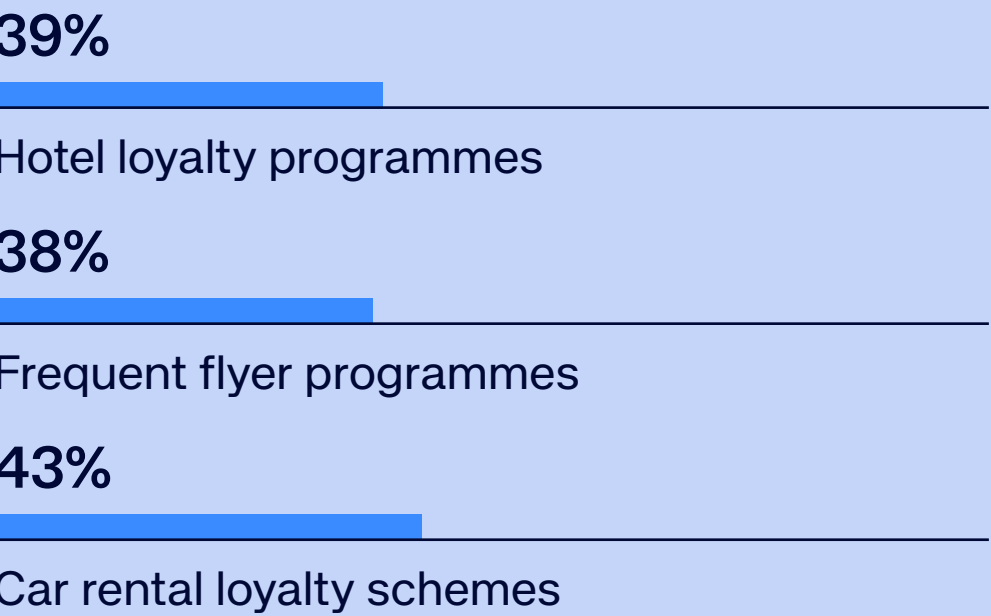 39%
Hotel loyalty programmes
38%
Frequent flyer programmes
43%
Car rental loyalty schemes